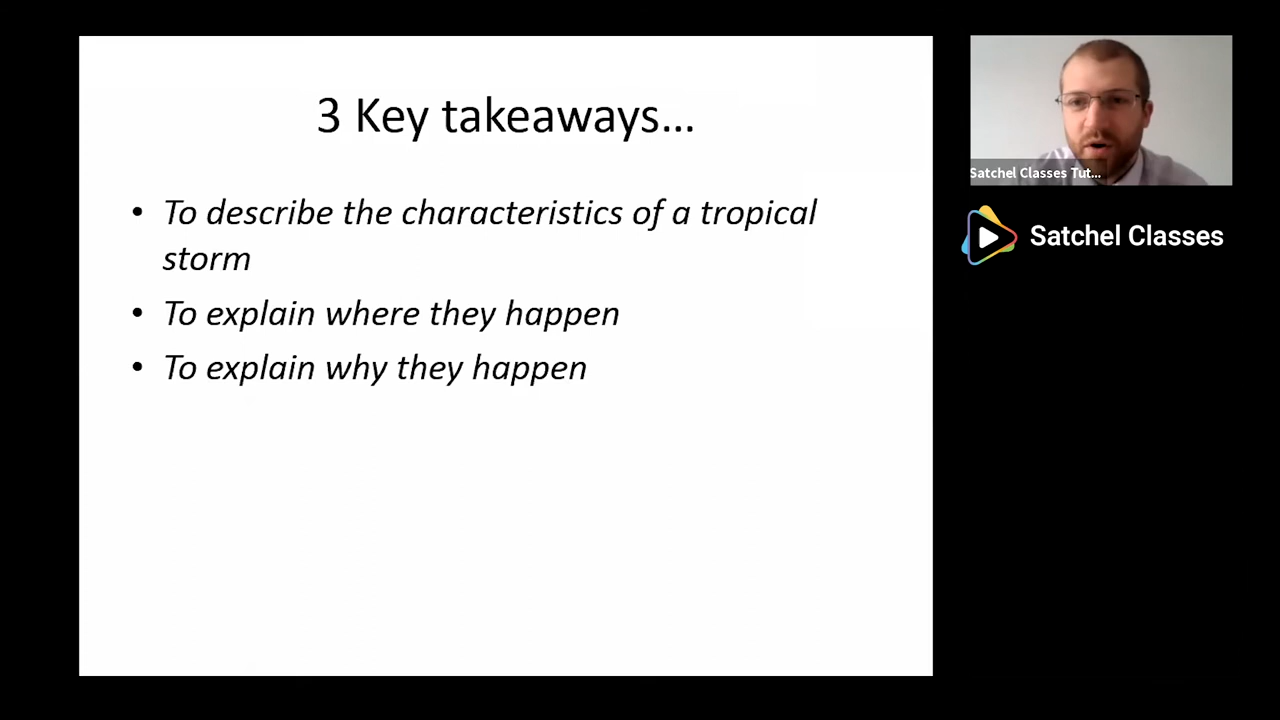 3 Key takeaways...
• To describe the characteristics of a tropical
storm
• To explain where they happen
• To explain why they happen
Satchel Classes Tut...
Satchel Classes